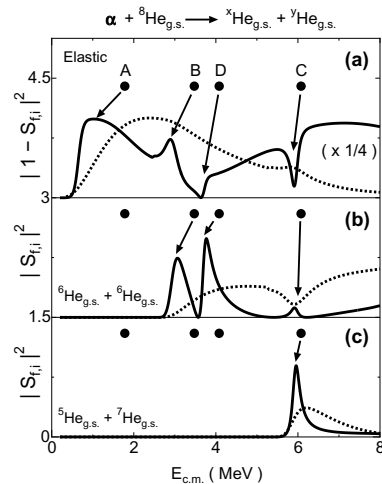 α + ⁸He_g.s. → ˣHe_g.s. + ʸHe_g.s.
Elastic
A B D C
(a)
4.5
( x 1/4 )
| 1 - S_f,i |²
3
(b)
⁶He_g.s. + ⁶He_g.s.
| S_f,i |²
1.5
(c)
⁵He_g.s. + ⁷He_g.s.
| S_f,i |²
0
0 2 4 6 8
E_c.m. ( MeV )